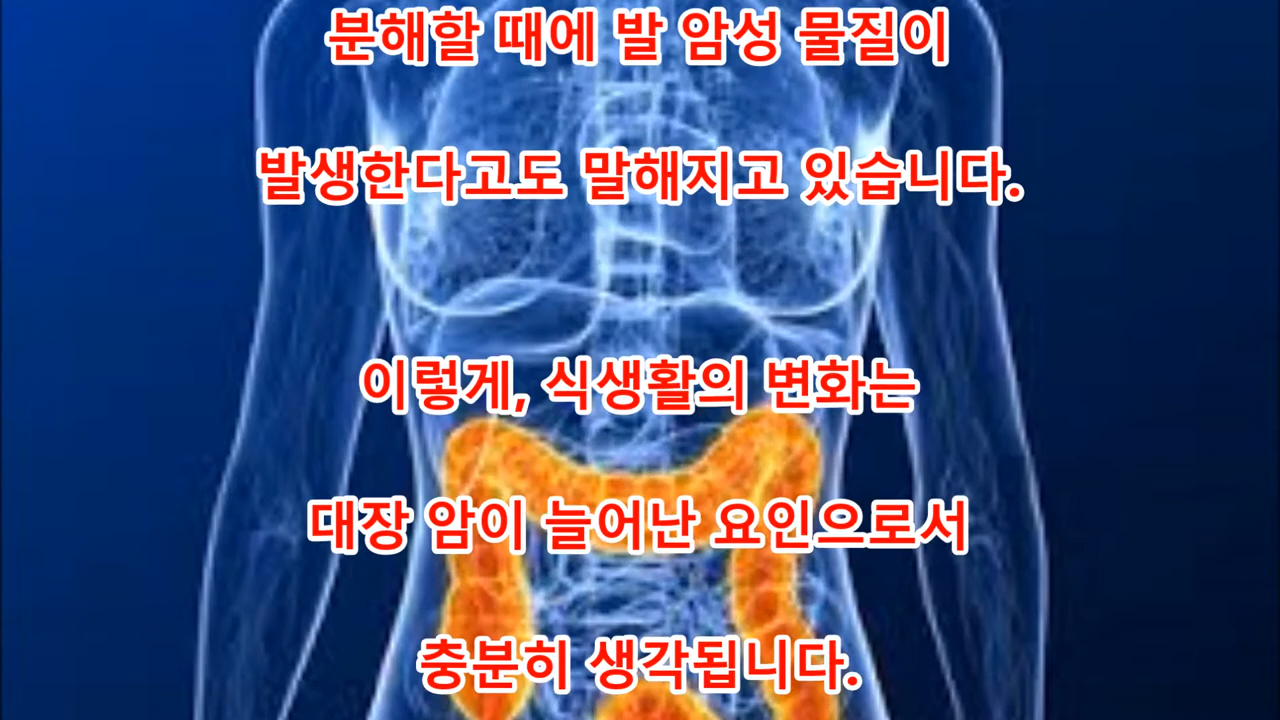 분해할 때에 발 암성 물질이
발생한다고도 말해지고 있습니다.
이렇게, 식생활의 변화는
대장 암이 늘어난 요인으로서
충분히 생각됩니다.